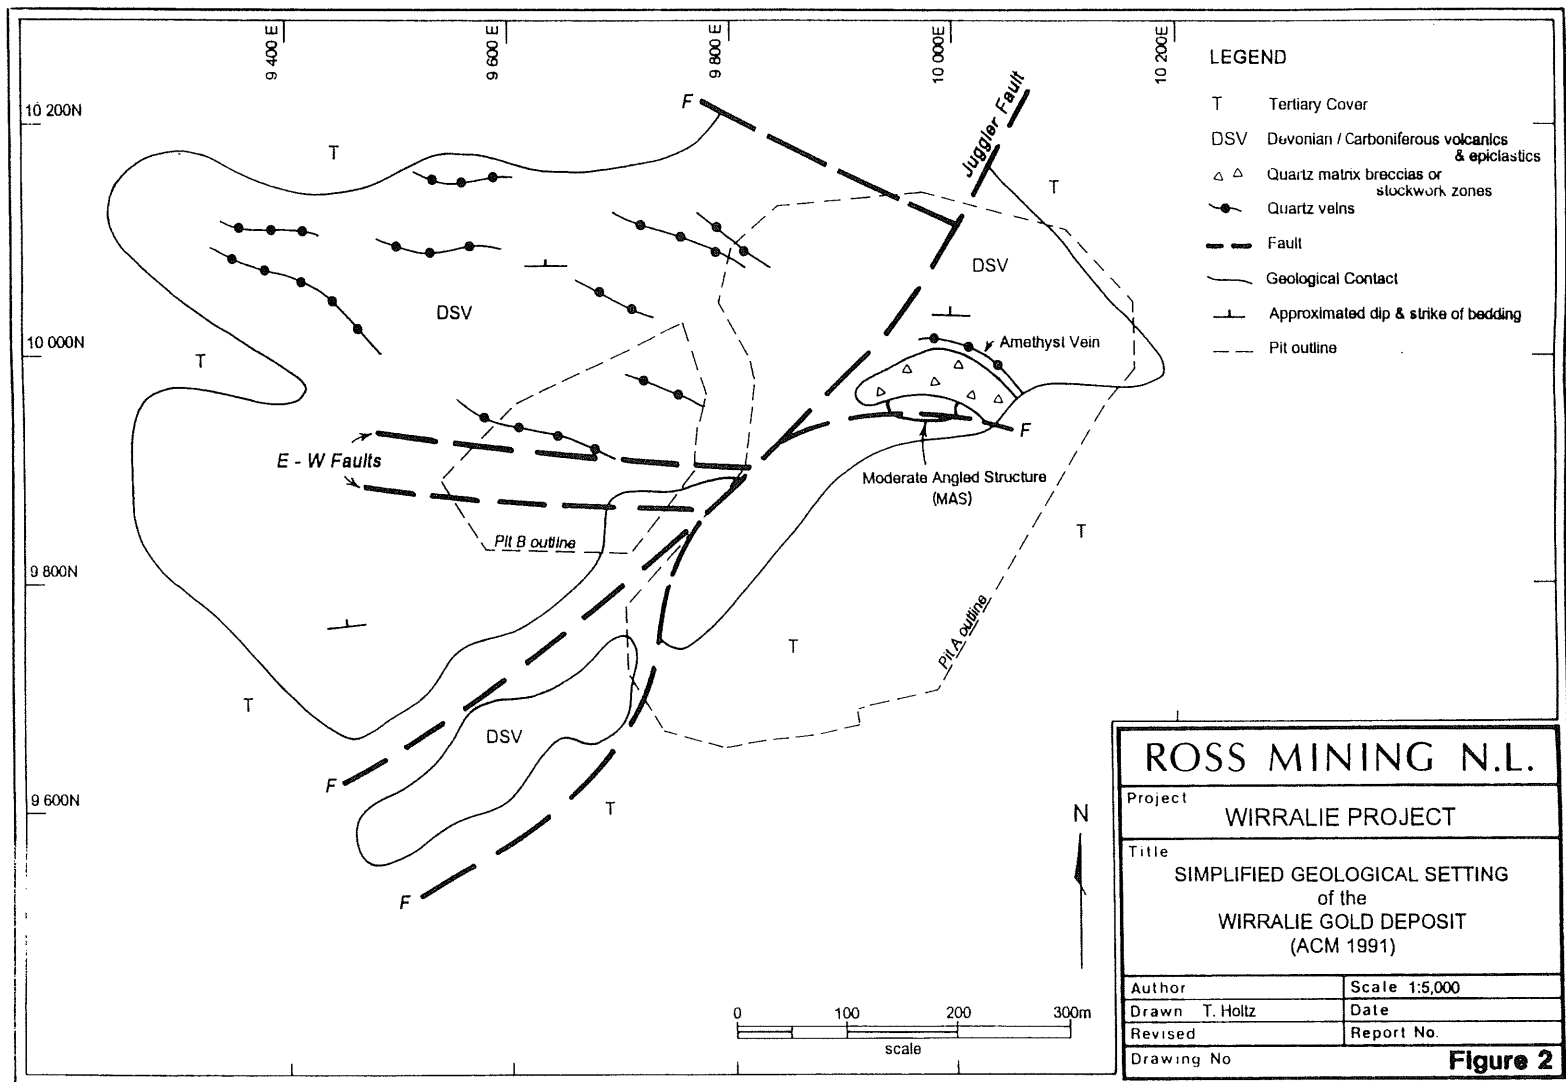 9 400E
9 600E
9 800E
10 000E
10 200E
10 200N
10 000N
9 800N
9 600N
F
Juggler Fault
T
T
DSV
DSV
T
Amethyst Vein
F
E - W Faults
Moderate Angled Structure
(MAS)
Pit B outline
T
Pit A outline
T
T
DSV
F
T
F
N
LEGEND
T Tertiary Cover
DSV Devonian / Carboniferous volcanics
& epiclastics
Quartz matrix breccias or
stockwork zones
Quartz veins
Fault
Geological Contact
Approximated dip & strike of bedding
Pit outline
0 100 200 300m
scale
ROSS MINING N.L.
Project
WIRRALIE PROJECT
Title
SIMPLIFIED GEOLOGICAL SETTING
of the
WIRRALIE GOLD DEPOSIT
(ACM 1991)
Author
Scale 1:5,000
Drawn T. Holtz
Date
Revised
Report No.
Drawing No
Figure 2